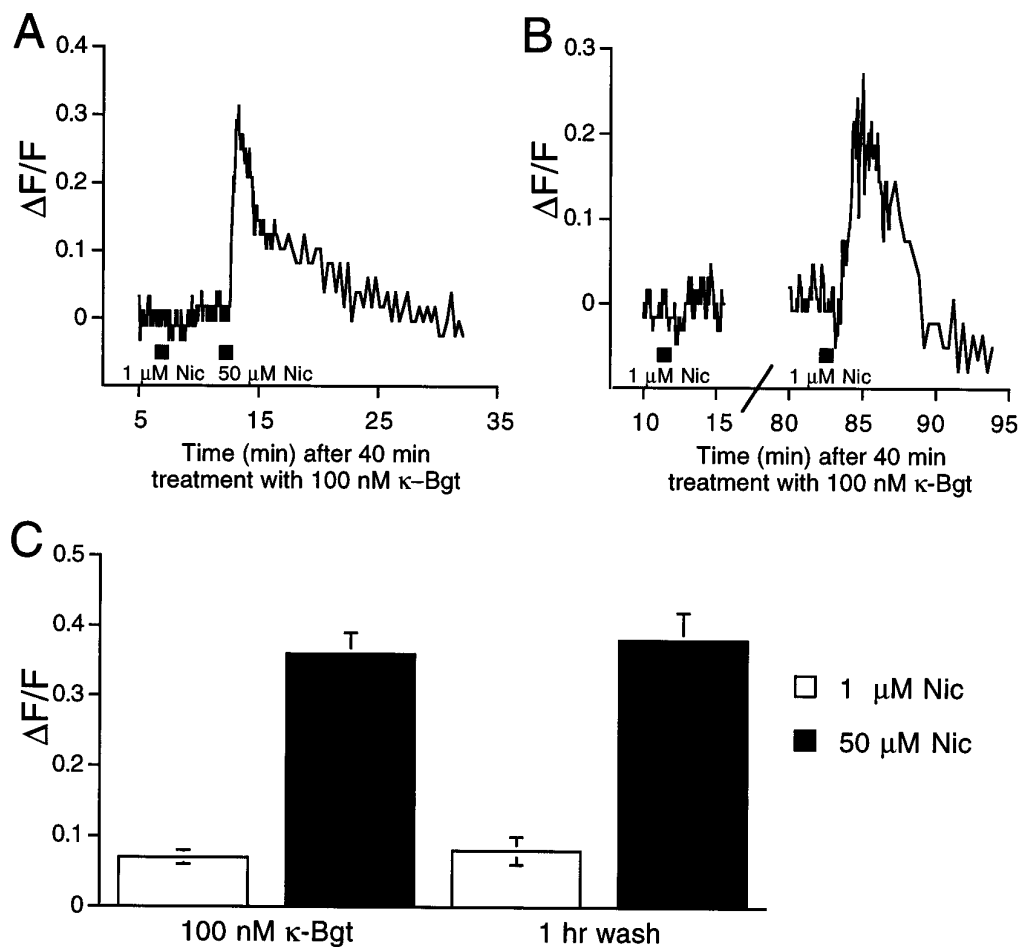 A
0.4
0.3
0.2
0.1
0
ΔF/F
1 μM Nic 50 μM Nic
5 15 25 35
Time (min) after 40 min
treatment with 100 nM κ–Bgt
B
0.3
0.2
0.1
0
ΔF/F
1 μM Nic 1 μM Nic
10 15 80 85 90 95
Time (min) after 40 min
treatment with 100 nM κ-Bgt
C
0.5
0.4
0.3
0.2
0.1
0
ΔF/F
100 nM κ-Bgt 1 hr wash
1 μM Nic
50 μM Nic